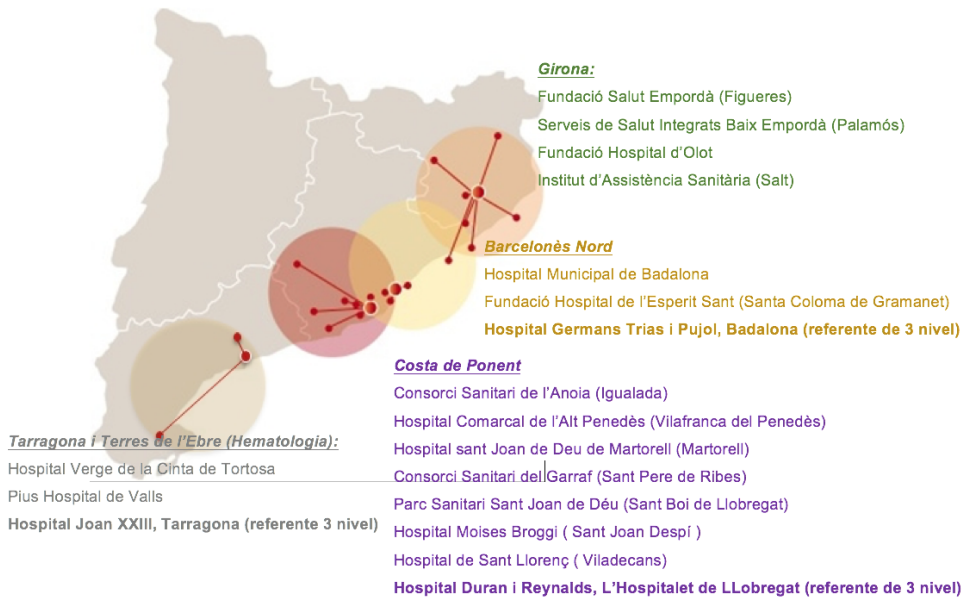 Girona:
Fundació Salut Empordà (Figueres)
Serveis de Salut Integrats Baix Empordà (Palamós)
Fundació Hospital d'Olot
Institut d'Assistència Sanitària (Salt)
Barcelonès Nord
Hospital Municipal de Badalona
Fundació Hospital de l'Esperit Sant (Santa Coloma de Gramanet)
Hospital Germans Trias i Pujol, Badalona (referente de 3 nivel)
Costa de Ponent
Consorci Sanitari de l'Anoia (Igualada)
Hospital Comarcal de l'Alt Penedès (Vilafranca del Penedès)
Hospital sant Joan de Deu de Martorell (Martorell)
Consorci Sanitari del Garraf (Sant Pere de Ribes)
Parc Sanitari Sant Joan de Déu (Sant Boi de Llobregat)
Hospital Moises Broggi ( Sant Joan Despí )
Hospital de Sant Llorenç ( Viladecans)
Hospital Duran i Reynalds, L'Hospitalet de LLobregat (referente de 3 nivel)
Tarragona i Terres de l'Ebre (Hematologia):
Hospital Verge de la Cinta de Tortosa
Pius Hospital de Valls
Hospital Joan XXIII, Tarragona (referente 3 nivel)